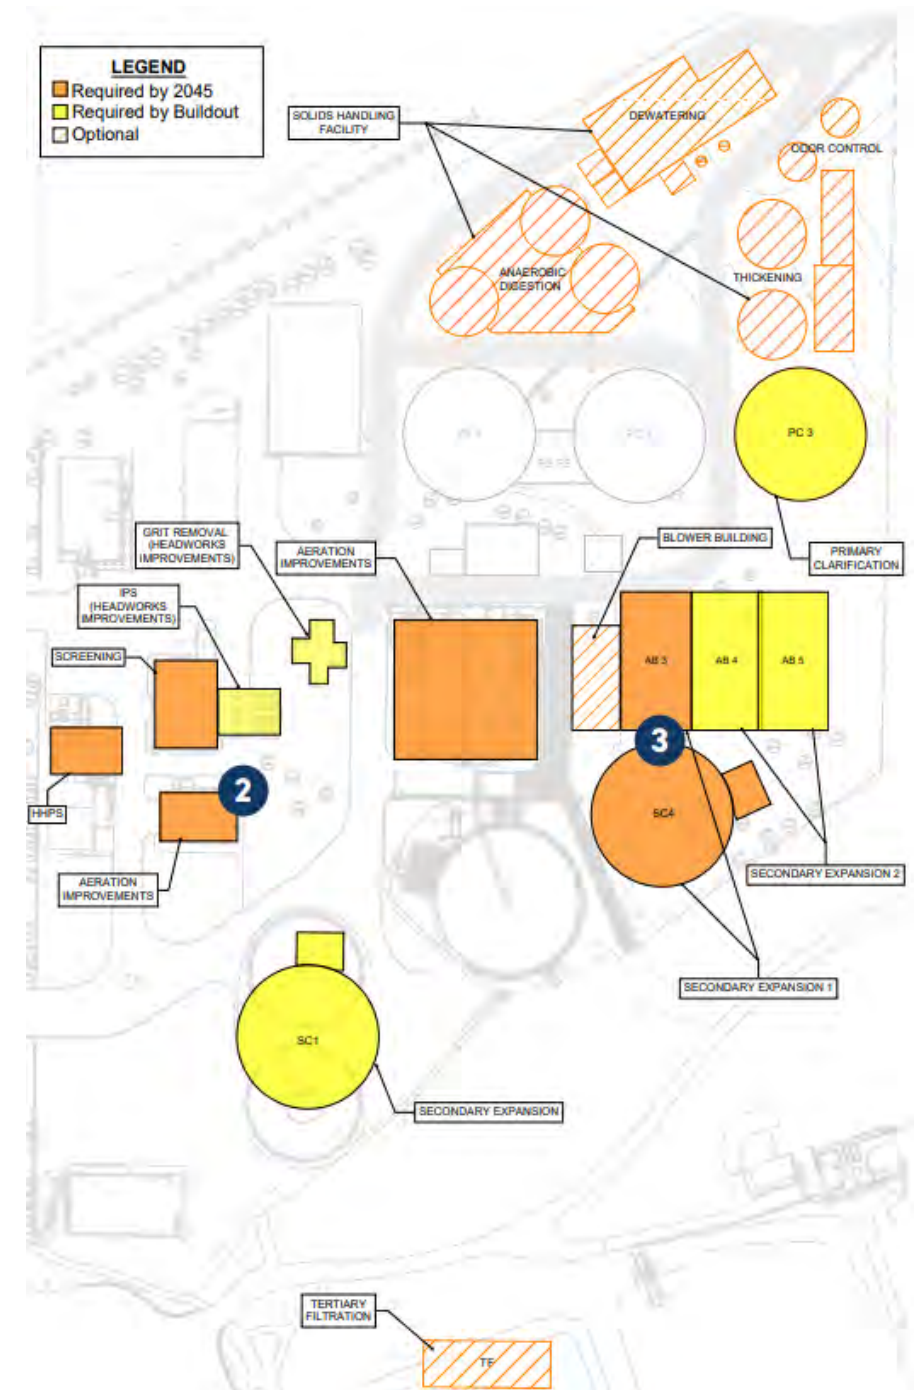 LEGEND
Required by 2045
Required by Buildout
Optional
SOLIDS HANDLING
FACILITY
DEWATERING
ODOR CONTROL
ANAEROBIC
DIGESTION
THICKENING
PC 3
GRIT REMOVAL
(HEADWORKS
IMPROVEMENTS)
AERATION
IMPROVEMENTS
BLOWER BUILDING
PRIMARY
CLARIFICATION
IPS
(HEADWORKS
IMPROVEMENTS)
SCREENING
AB 3
AB 4
AB 5
3
2
HHPS
SC4
AERATION
IMPROVEMENTS
SECONDARY EXPANSION 2
SECONDARY EXPANSION 1
SC1
SECONDARY EXPANSION
TERTIARY
FILTRATION
TF